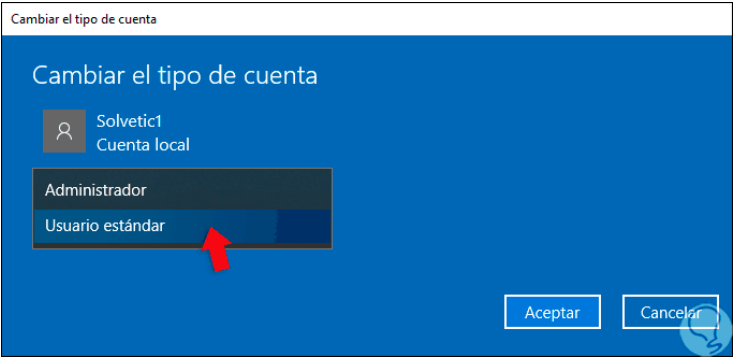 Cambiar el tipo de cuenta
Cambiar el tipo de cuenta
Solvetic1
Cuenta local
Administrador
Usuario estándar
Aceptar
Cancelar